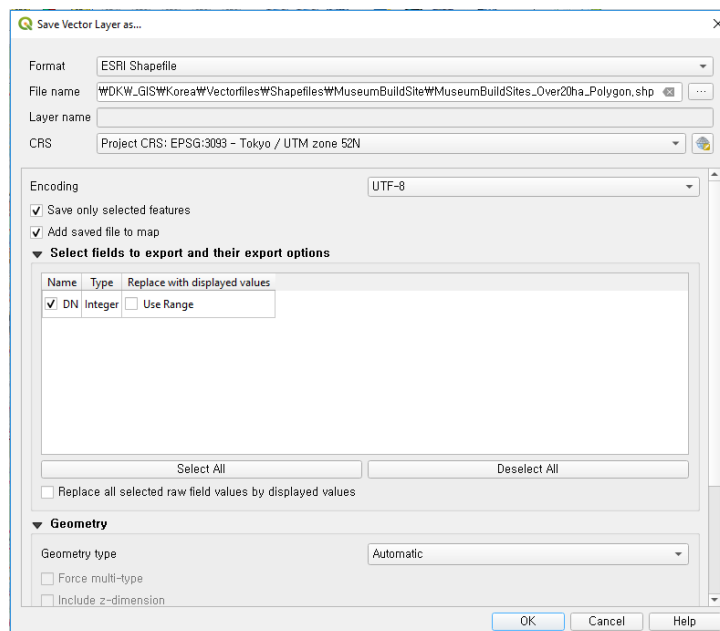 Save Vector Layer as...
Format ESRI Shapefile
File name ₩DK₩_GIS₩Korea₩Vectorfiles₩Shapefiles₩MuseumBuildSite₩MuseumBuildSites_Over20ha_Polygon.shp ...
Layer name
CRS Project CRS: EPSG:3093 - Tokyo / UTM zone 52N
Encoding UTF-8
Save only selected features
Add saved file to map
Select fields to export and their export options
Name Type Replace with displayed values
DN Integer Use Range
Select All Deselect All
Replace all selected raw field values by displayed values
Geometry
Geometry type Automatic
Force multi-type
Include z-dimension
OK Cancel Help